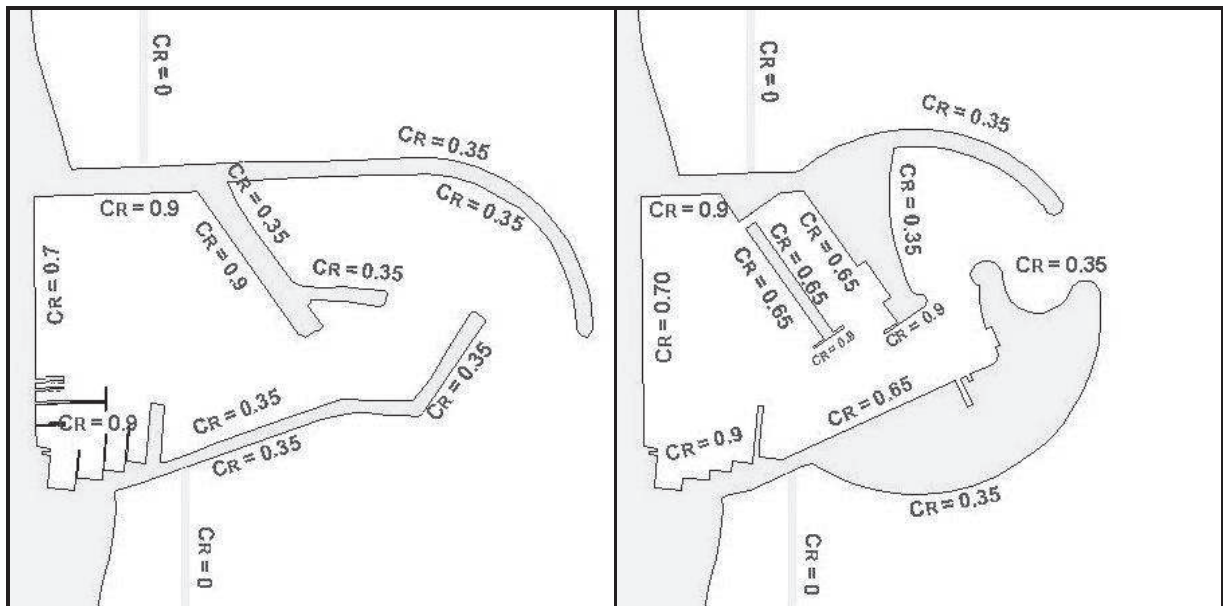 CR = 0
CR = 0.35
CR = 0.35
CR = 0.9
CR = 0.35
CR = 0.9
CR = 0.35
CR = 0.7
CR = 0.35
CR = 0.35
CR = 0.9
CR = 0.35
CR = 0
CR = 0
CR = 0.35
CR = 0.9
CR = 0.35
CR = 0.65
CR = 0.65
CR = 0.65
CR = 0.35
CR = 0.70
CR = 0.9
CR = 0.65
CR = 0.9
CR = 0.35
CR = 0